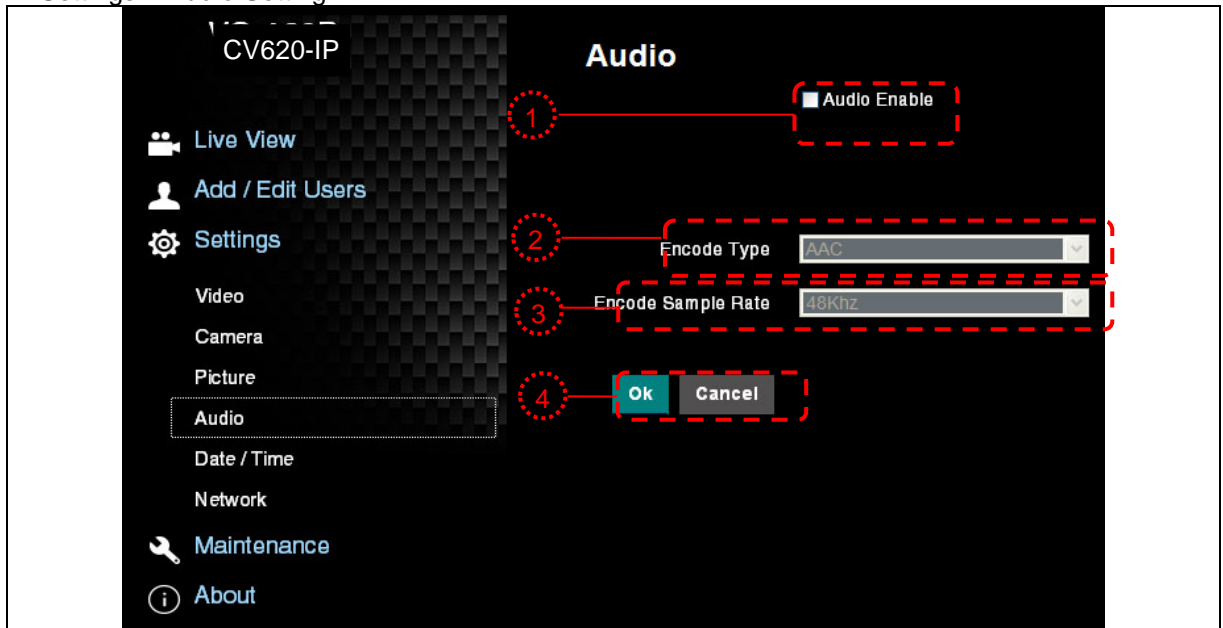 CV620-IP
Audio
Audio Enable
1
Live View
Add / Edit Users
Settings
2
Encode Type
AAC
Video
3
Encode Sample Rate
48Khz
Camera
Picture
4
Ok
Cancel
Audio
Date / Time
Network
Maintenance
About